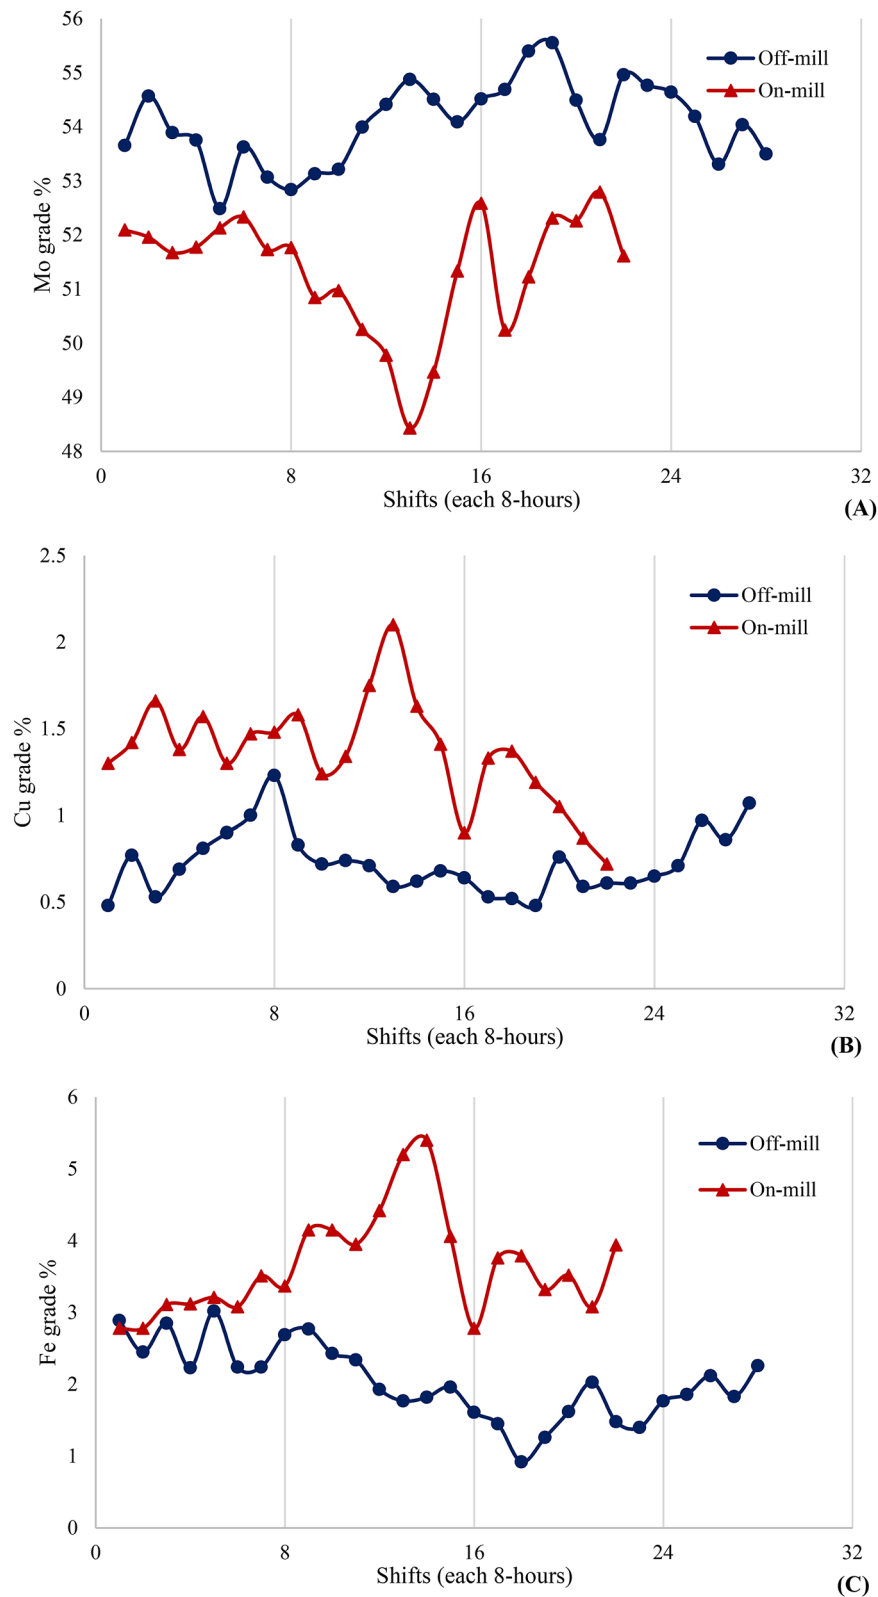 56
55
54
53
52
51
50
49
48
Mo grade %
Off-mill
On-mill
0 8 16 24 32
Shifts (each 8-hours)
(A)
2.5
2
1.5
1
0.5
0
Cu grade %
Off-mill
On-mill
0 8 16 24 32
Shifts (each 8-hours)
(B)
6
5
4
3
2
1
0
Fe grade %
Off-mill
On-mill
0 8 16 24 32
Shifts (each 8-hours)
(C)